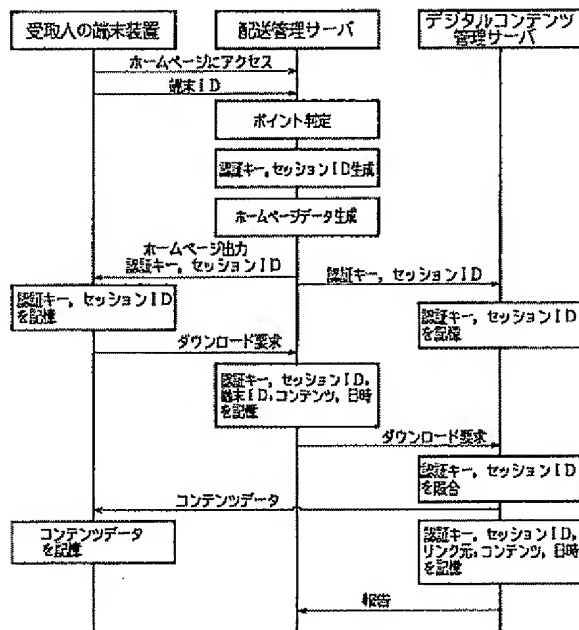 受取人の端末装置
配送管理サーバ
デジタルコンテンツ
管理サーバ
ホームページにアクセス
端末ID
ポイント判定
認証キー,セッションID生成
ホームページデータ生成
ホームページ出力
認証キー,セッションID
認証キー,セッションID
認証キー,セッションID
を記憶
認証キー,セッションID
を記憶
ダウンロード要求
認証キー,セッションID,
端末ID,コンテンツ,日時
を記憶
ダウンロード要求
認証キー,セッションID
を照合
コンテンツデータ
コンテンツデータ
を記憶
認証キー,セッションID,
リンク元,コンテンツ,日時
を記憶
報告